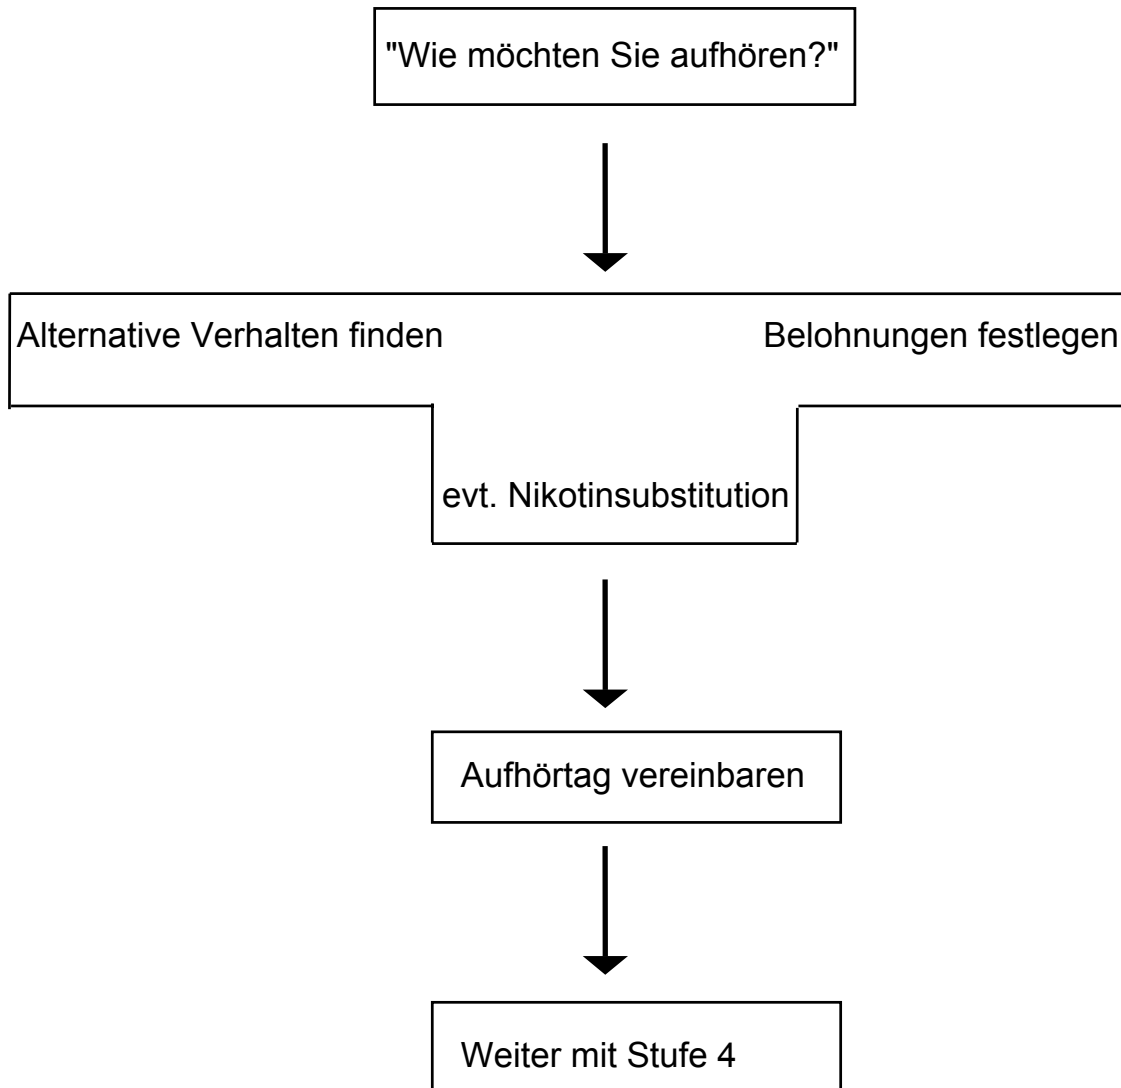 "Wie möchten Sie aufhören?"
Alternative Verhalten finden
Belohnungen festlegen
evt. Nikotinsubstitution
Aufhörtag vereinbaren
Weiter mit Stufe 4